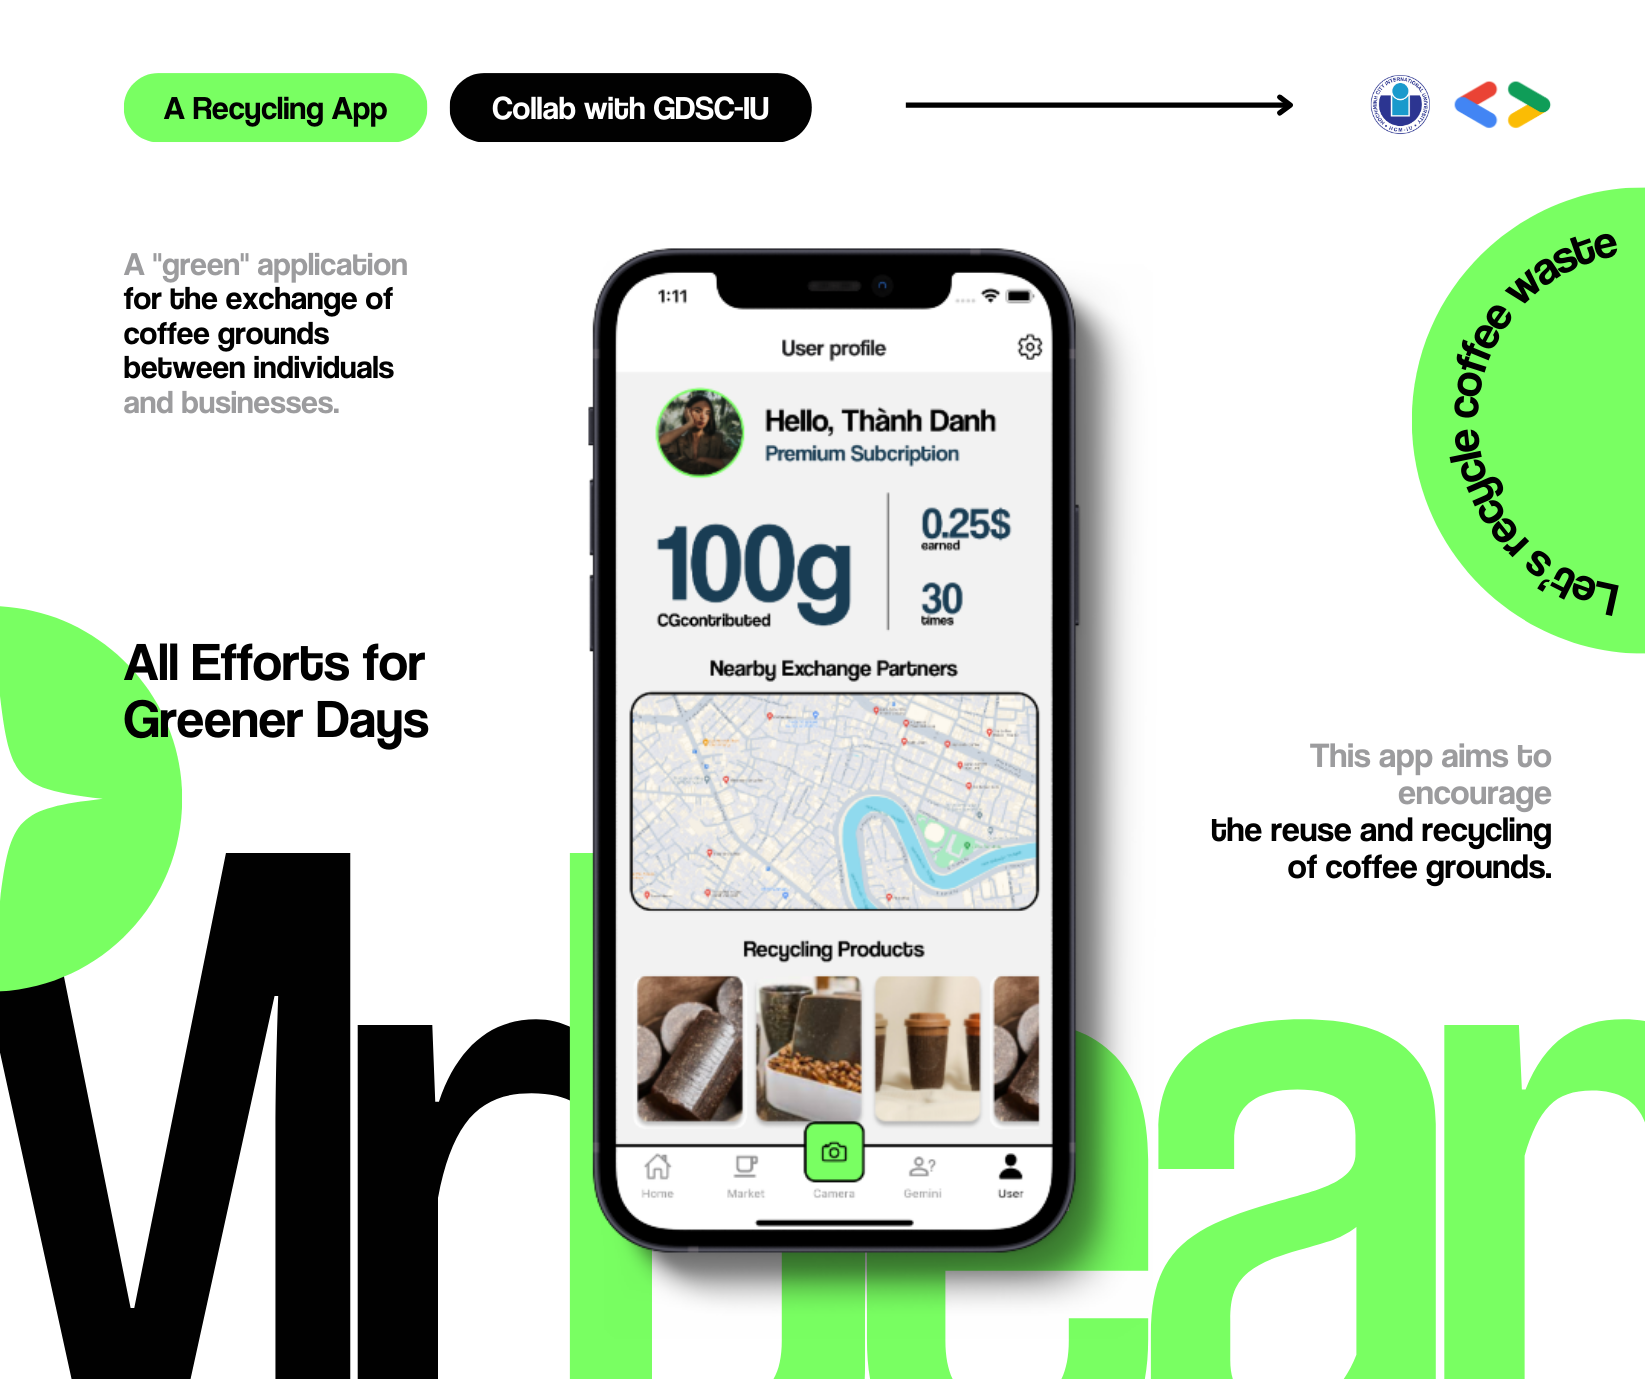 A Recycling App
Collab with GDSC-IU
A "green" application
for the exchange of
coffee grounds
between individuals
and businesses.
Let's recycle coffee waste
All Efforts for
Greener Days
1:11
User profile
Hello, Thành Danh
Premium Subcription
100g
CGcontributed
0.25$
earned
30
times
Nearby Exchange Partners
Recycling Products
Home
Market
Camera
Gemini
User
This app aims to
encourage
the reuse and recycling
of coffee grounds.